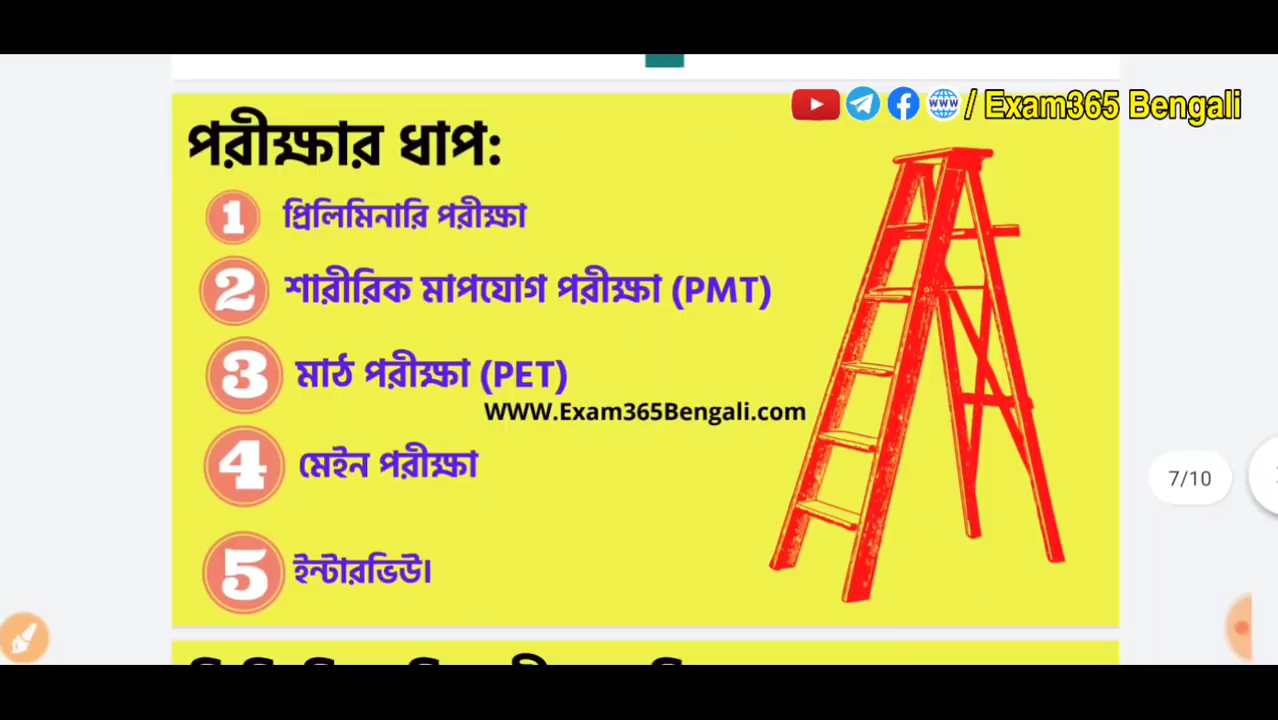 / Exam365 Bengali
পরীক্ষার ধাপ:
1 প্রিলিমিনারি পরীক্ষা
2 শারীরিক মাপযোগ পরীক্ষা (PMT)
3 মাঠ পরীক্ষা (PET)
WWW.Exam365Bengali.com
4 মেইন পরীক্ষা
7/10
5 ইন্টারভিউ।